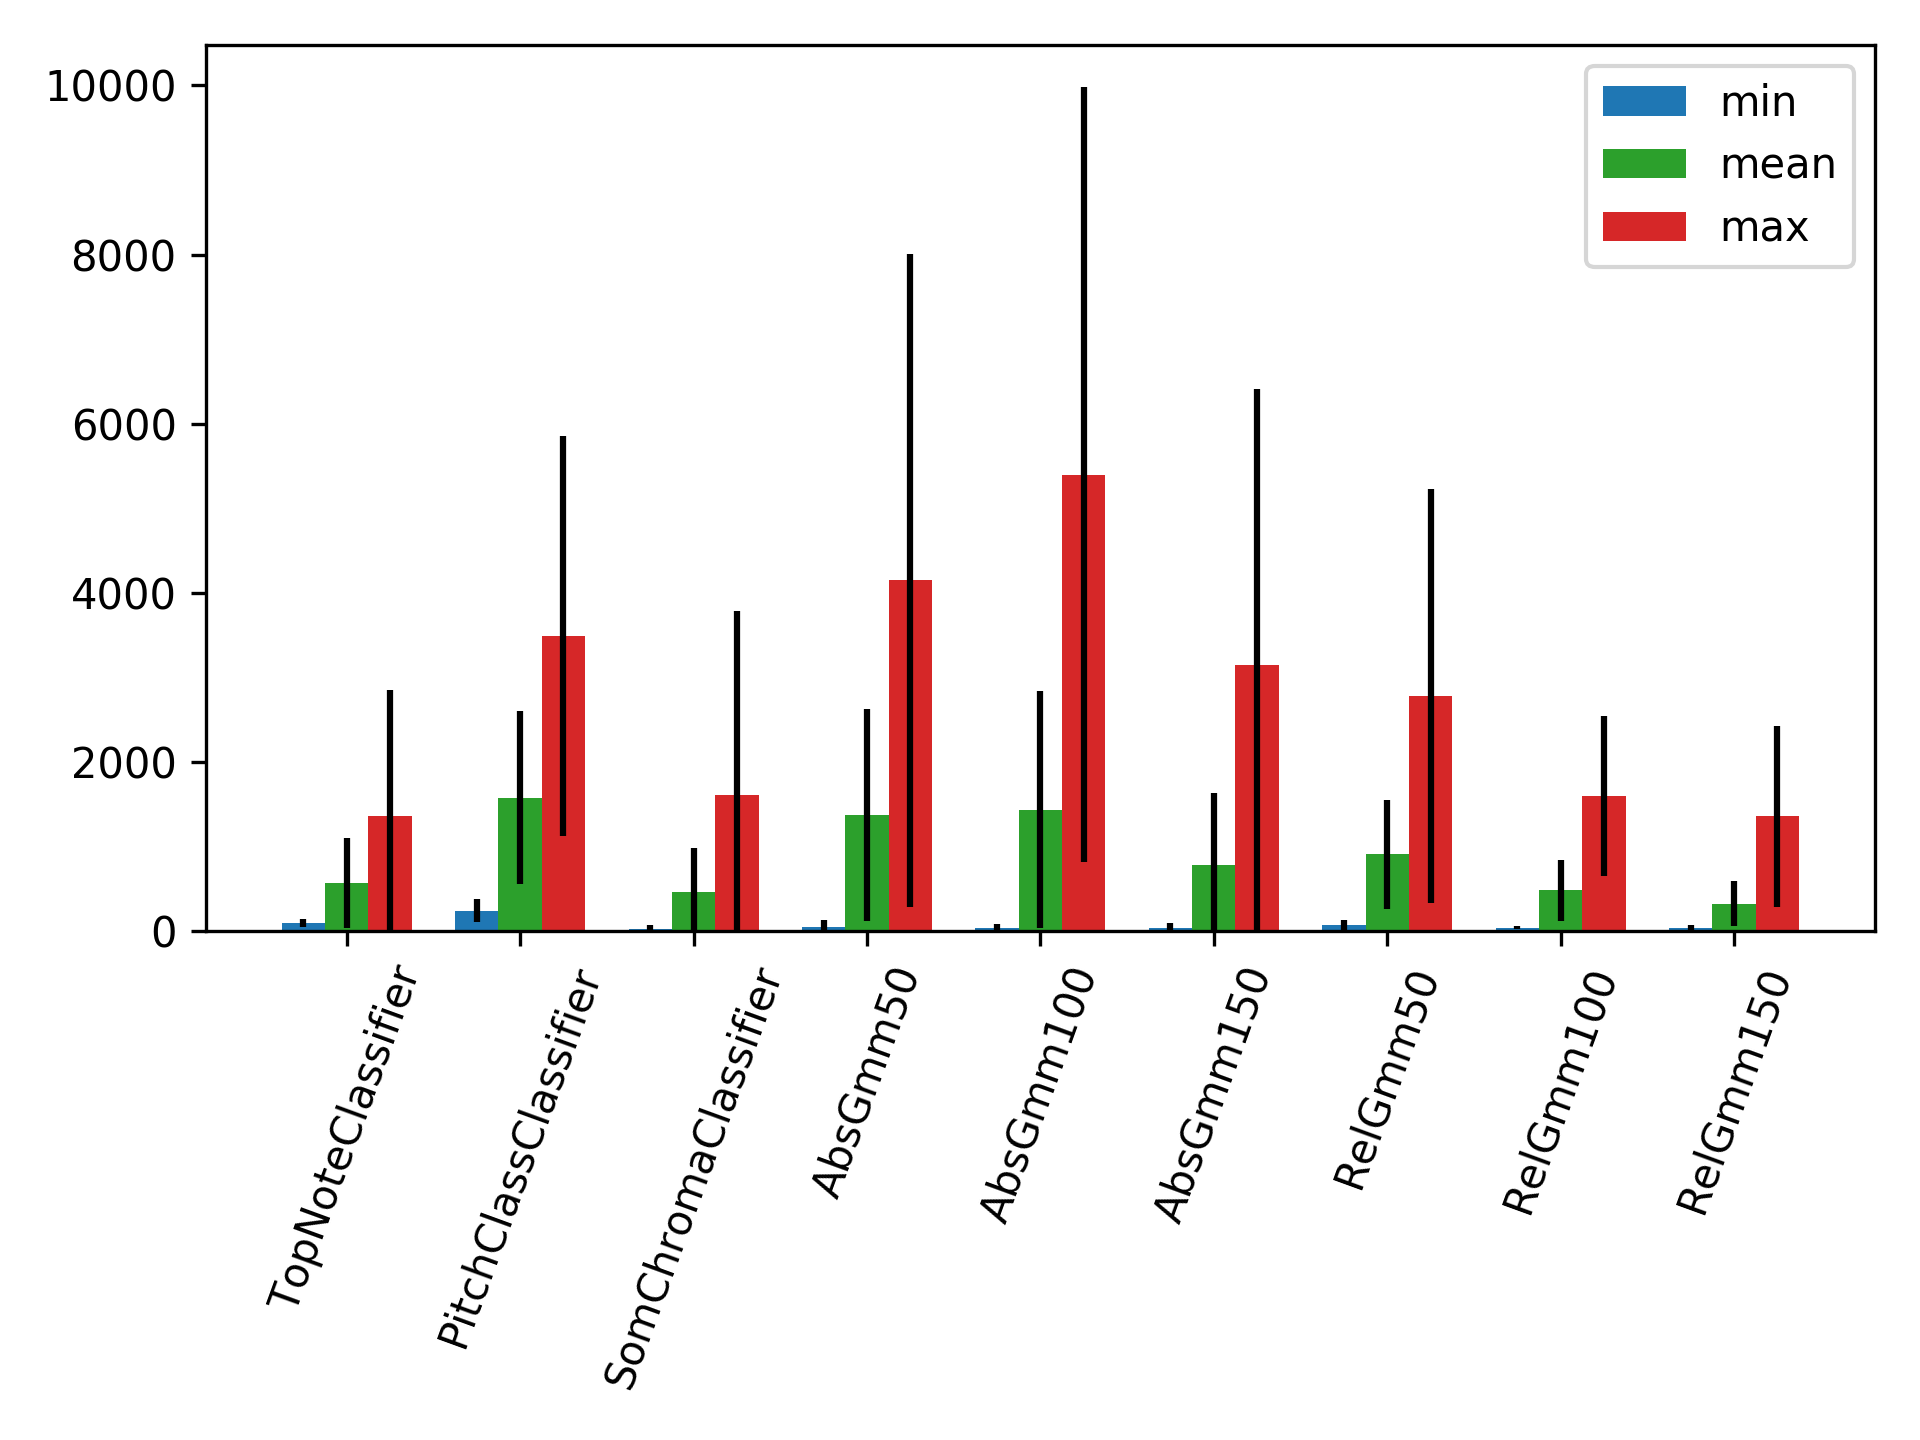 10000
8000
6000
4000
2000
0
min
mean
max
TopNoteClassifier
PitchClassClassifier
SomChromaClassifier
AbsGmm50
AbsGmm100
AbsGmm150
RelGmm50
RelGmm100
RelGmm150